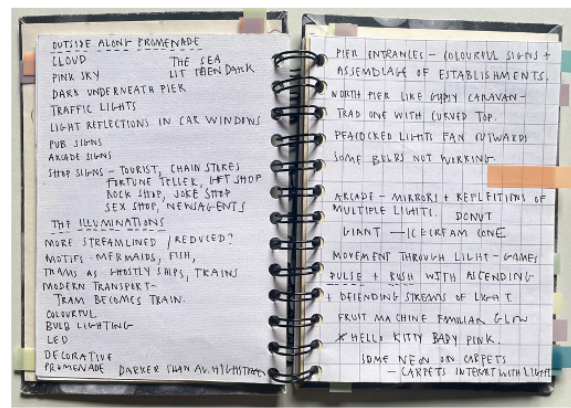 OUTSIDE ALONG PROMENADE
CLOUD THE SEA
PINK SKY LIT THEN DARK
DARK UNDERNEATH PIER
TRAFFIC LIGHTS
LIGHT REFLECTIONS IN CAR WINDOWS
PUB SIGNS
ARCADE SIGNS
SHOP SIGNS - TOURIST, CHAIN STORES
FORTUNE TELLER, GIFT SHOP
ROCK SHOP, JOKE SHOP
SEX SHOP, NEWSAGENTS
THE ILLUMINATIONS
MORE STREAMLINED / REDUCED?
MOTIFS - MERMAIDS, FISH,
TRAMS AS GHOSTLY SHIPS, TRAINS
MODERN TRANSPORT -
TRAM BECOMES TRAIN.
COLOURFUL
BULB LIGHTING
LED
DECORATIVE
PROMENADE DARKER THAN AV. HIGHSTREET
PIER ENTRANCES - COLOURFUL SIGNS +
ASSEMBLAGE OF ESTABLISHMENTS.
NORTH PIER LIKE GYPSY CARAVAN -
TRAD ONE WITH CURVED TOP.
PEACOCKED LIGHTS FAN OUTWARDS
SOME BULBS NOT WORKING.
ARCADE - MIRRORS + REFLECTIONS OF
MULTIPLE LIGHTS. DONUT
GIANT — ICECREAM CONE
MOVEMENT THROUGH LIGHT - GAMES
PULSE + RUSH WITH ASCENDING
+ DECENDING STREAMS OF LIGHT.
FRUIT MACHINE FAMILIAR GLOW
X HELLO KITTY BABY PINK.
SOME NEON ON CARPETS
- CARPETS INTERACT WITH LIGHT